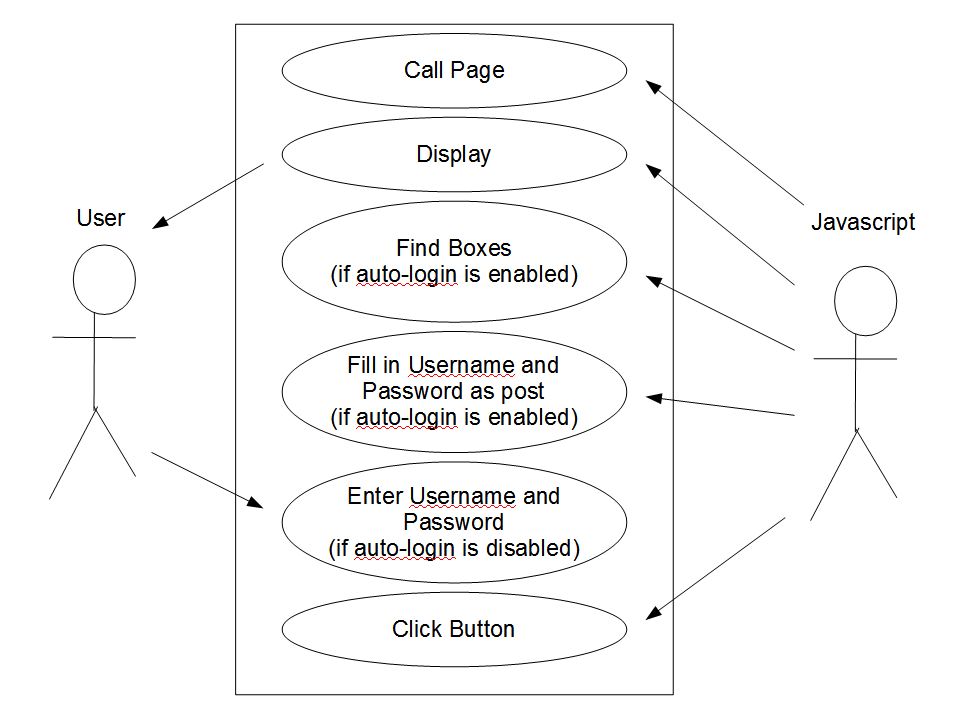 Call Page
Display
User
Javascript
Find Boxes
(if auto-login is enabled)
Fill in Username and
Password as post
(if auto-login is enabled)
Enter Username and
Password
(if auto-login is disabled)
Click Button